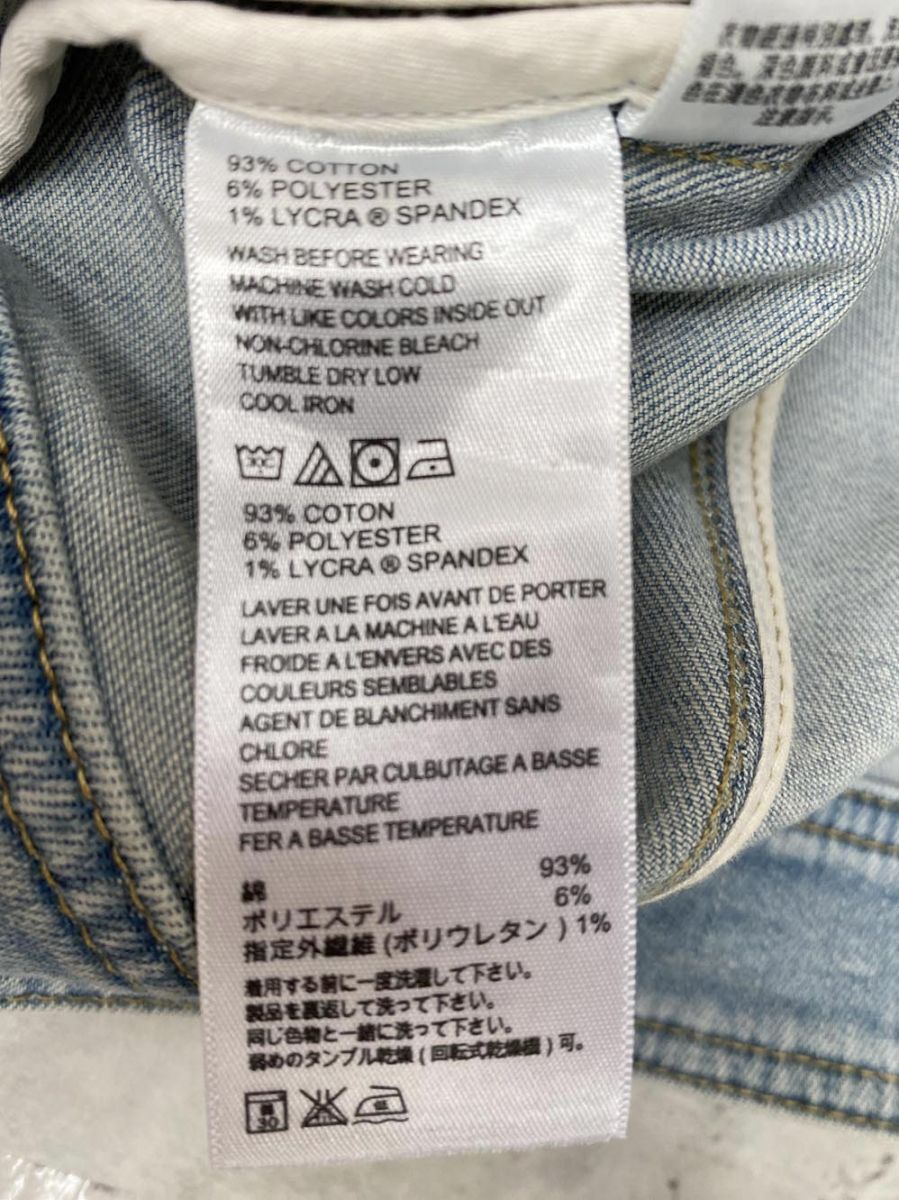 93% COTTON
6% POLYESTER
1% LYCRA ® SPANDEX
WASH BEFORE WEARING
MACHINE WASH COLD
WITH LIKE COLORS INSIDE OUT
NON-CHLORINE BLEACH
TUMBLE DRY LOW
COOL IRON
93% COTON
6% POLYESTER
1% LYCRA ® SPANDEX
LAVER UNE FOIS AVANT DE PORTER
LAVER A LA MACHINE A L'EAU
FROIDE A L'ENVERS AVEC DES
COULEURS SEMBLABLES
AGENT DE BLANCHIMENT SANS
CHLORE
SECHER PAR CULBUTAGE A BASSE
TEMPERATURE
FER A BASSE TEMPERATURE
綿 93%
ポリエステル 6%
指定外繊維 (ポリウレタン ) 1%
着用する前に一度洗濯して下さい。
製品を裏返して洗って下さい。
同じ色物と一緒に洗って下さい。
弱めのタンブル乾燥 ( 回転式乾燥機 ) 可。
30